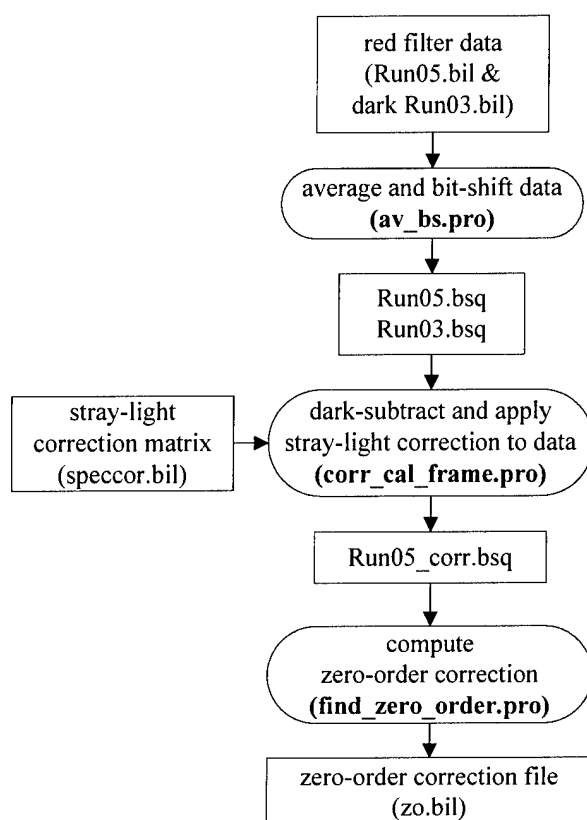 red filter data
(Run05.bil &
dark Run03.bil)
average and bit-shift data
(av_bs.pro)
Run05.bsq
Run03.bsq
stray-light
correction matrix
(speccor.bil)
dark-subtract and apply
stray-light correction to data
(corr_cal_frame.pro)
Run05_corr.bsq
compute
zero-order correction
(find_zero_order.pro)
zero-order correction file
(zo.bil)